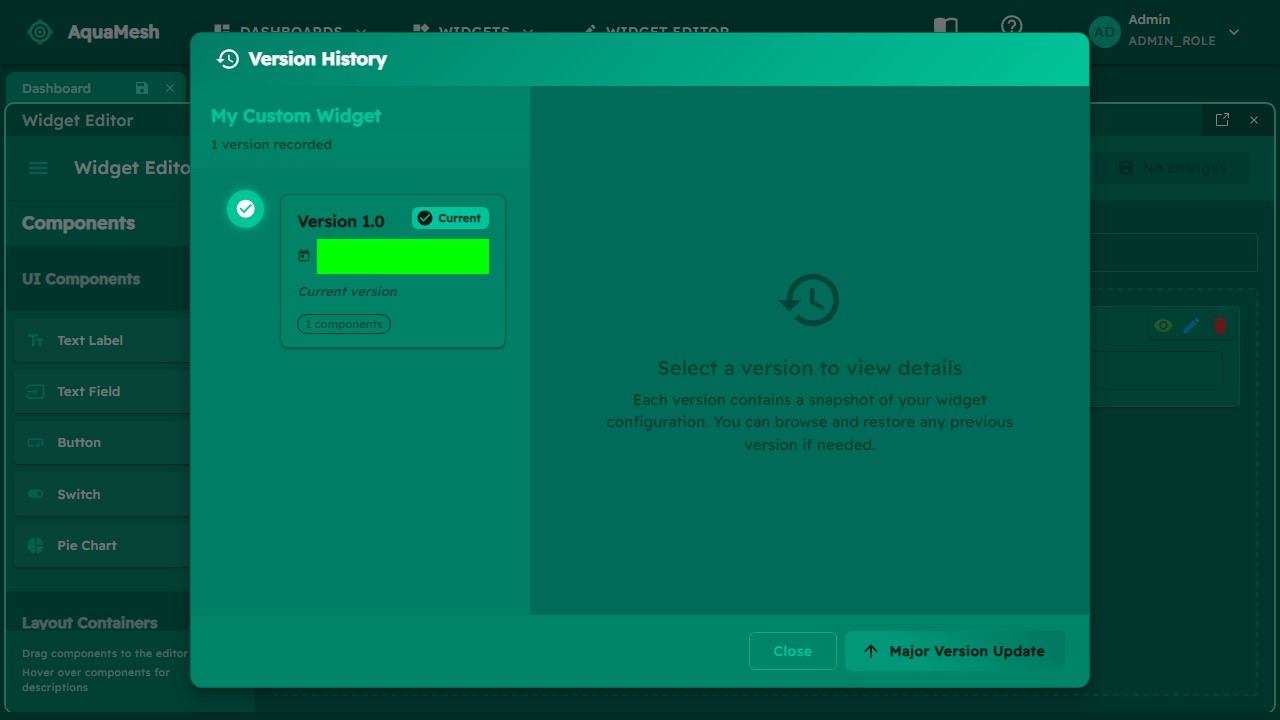 AquaMesh
DASHBOARDS
WIDGETS
WIDGET EDITOR
AD
Admin
ADMIN_ROLE
Dashboard
Widget Editor
Version History
My Custom Widget
1 version recorded
Version 1.0
Current
Current version
1 components
Select a version to view details
Each version contains a snapshot of your widget
configuration. You can browse and restore any previous
version if needed.
Close
Major Version Update
No changes
Components
UI Components
Text Label
Text Field
Button
Switch
Pie Chart
Layout Containers
Drag components to the editor
Hover over components for
descriptions